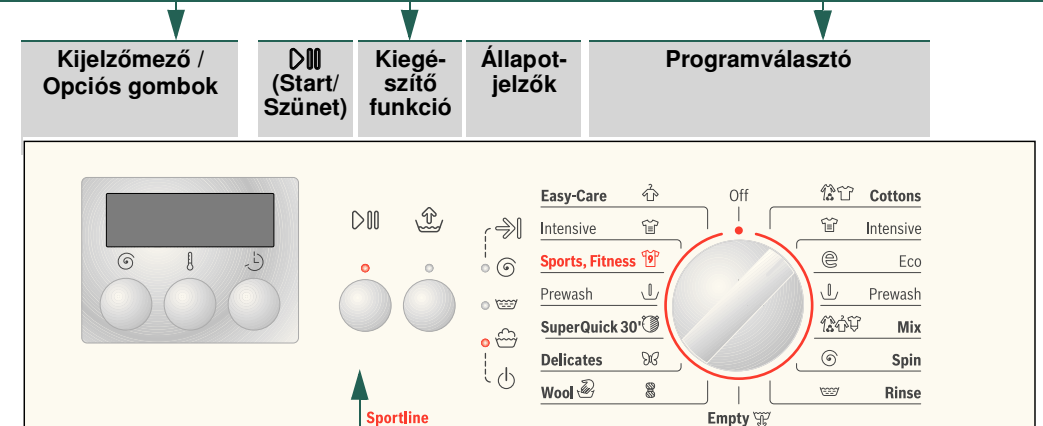 Kijelzőmező /
Opciós gombok
(Start/
Szünet)
Kiegé-
szítő
funkció
Állapot-
jelzők
Programválasztó
Easy-Care
Intensive
Sports, Fitness
Prewash
SuperQuick 30'
Delicates
Wool
Off
Empty
Cottons
Intensive
Eco
Prewash
Mix
Spin
Rinse
Sportline